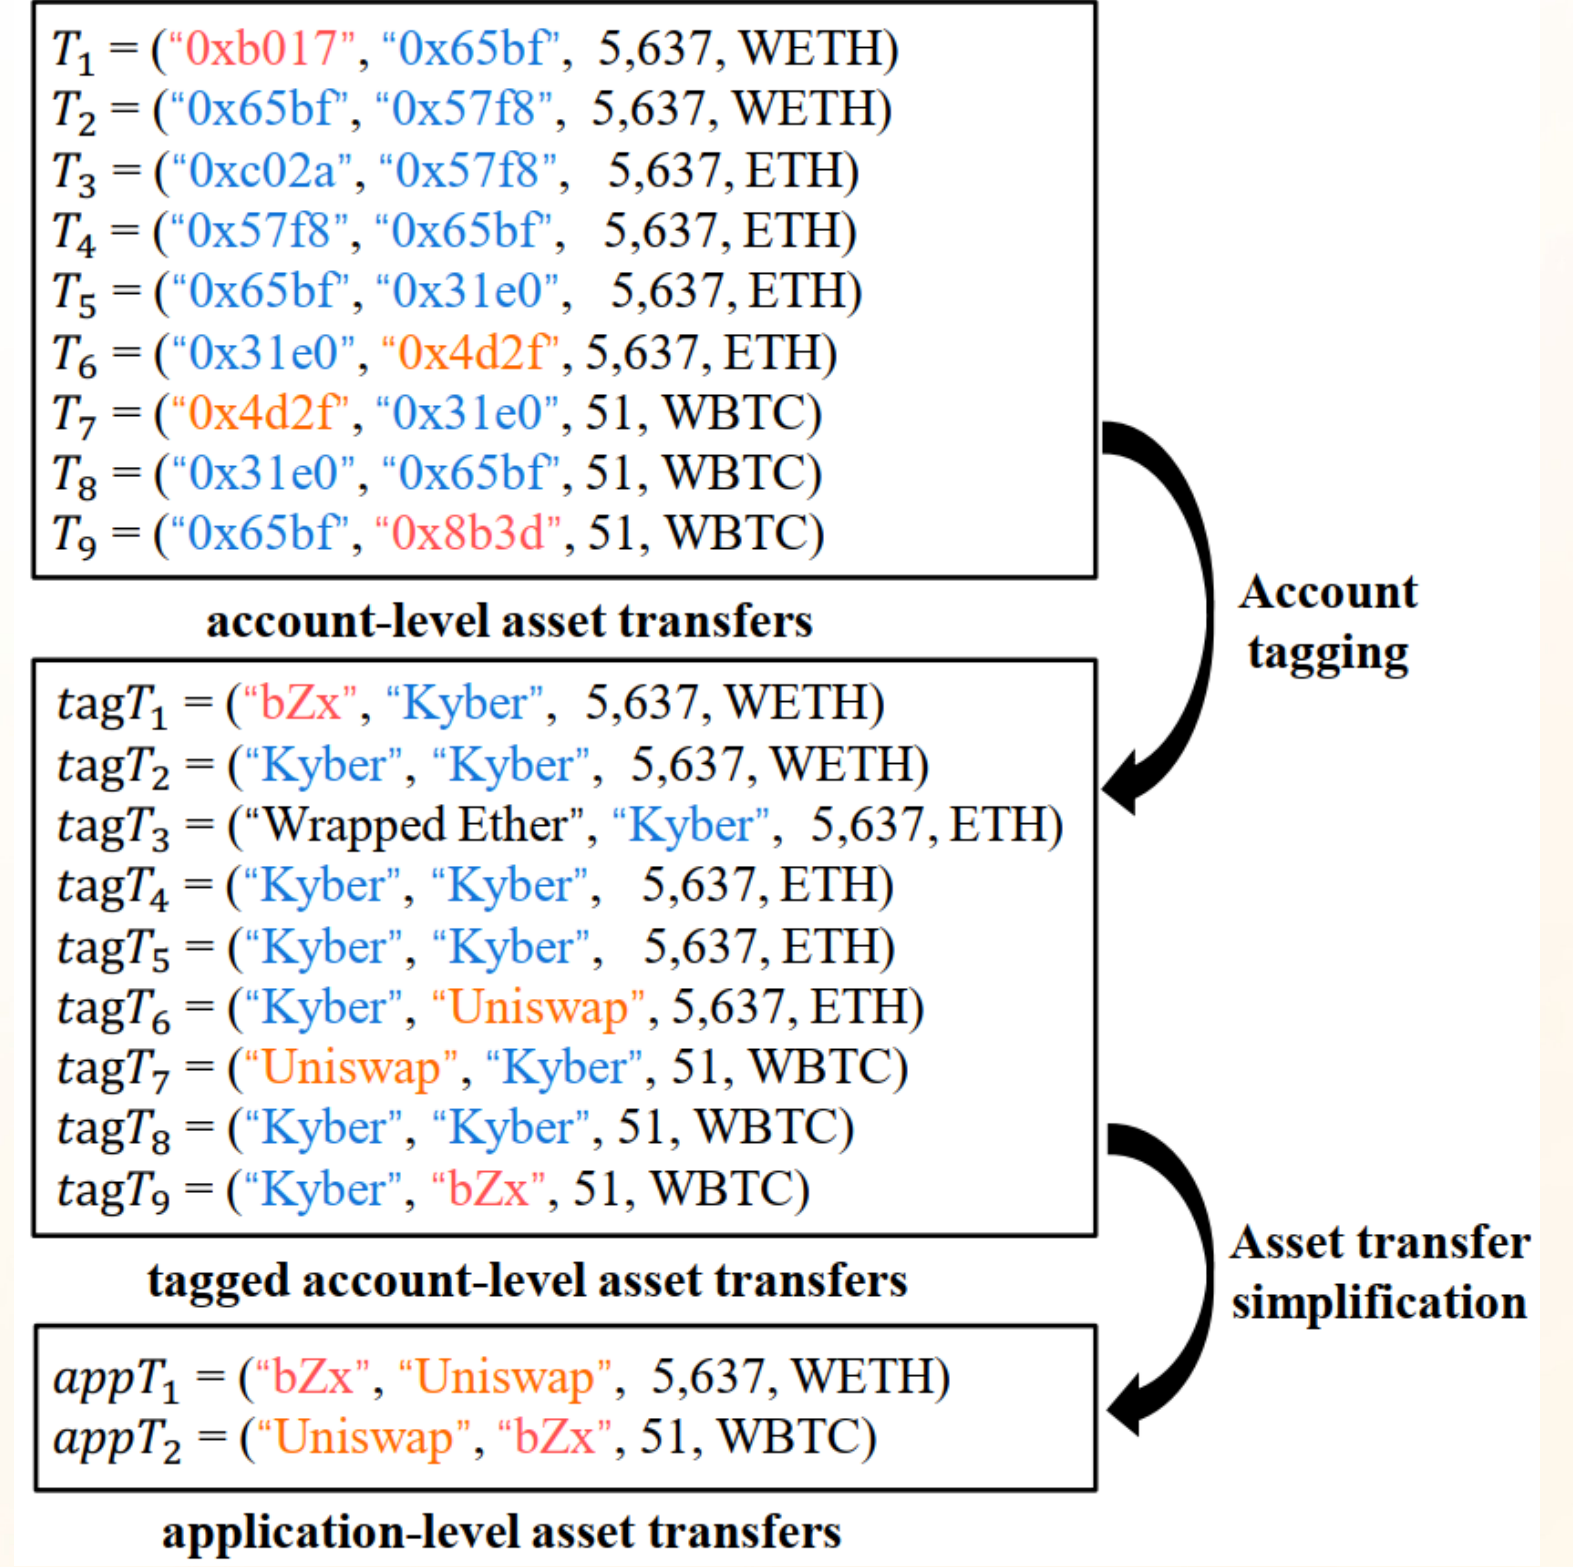 T₁ = (“0xb017”, “0x65bf”, 5,637, WETH)
T₂ = (“0x65bf”, “0x57f8”, 5,637, WETH)
T₃ = (“0xc02a”, “0x57f8”, 5,637, ETH)
T₄ = (“0x57f8”, “0x65bf”, 5,637, ETH)
T₅ = (“0x65bf”, “0x31e0”, 5,637, ETH)
T₆ = (“0x31e0”, “0x4d2f”, 5,637, ETH)
T₇ = (“0x4d2f”, “0x31e0”, 51, WBTC)
T₈ = (“0x31e0”, “0x65bf”, 51, WBTC)
T₉ = (“0x65bf”, “0x8b3d”, 51, WBTC)
account-level asset transfers
Account
tagging
tagT₁ = (“bZx”, “Kyber”, 5,637, WETH)
tagT₂ = (“Kyber”, “Kyber”, 5,637, WETH)
tagT₃ = (“Wrapped Ether”, “Kyber”, 5,637, ETH)
tagT₄ = (“Kyber”, “Kyber”, 5,637, ETH)
tagT₅ = (“Kyber”, “Kyber”, 5,637, ETH)
tagT₆ = (“Kyber”, “Uniswap”, 5,637, ETH)
tagT₇ = (“Uniswap”, “Kyber”, 51, WBTC)
tagT₈ = (“Kyber”, “Kyber”, 51, WBTC)
tagT₉ = (“Kyber”, “bZx”, 51, WBTC)
tagged account-level asset transfers
Asset transfer
simplification
appT₁ = (“bZx”, “Uniswap”, 5,637, WETH)
appT₂ = (“Uniswap”, “bZx”, 51, WBTC)
application-level asset transfers